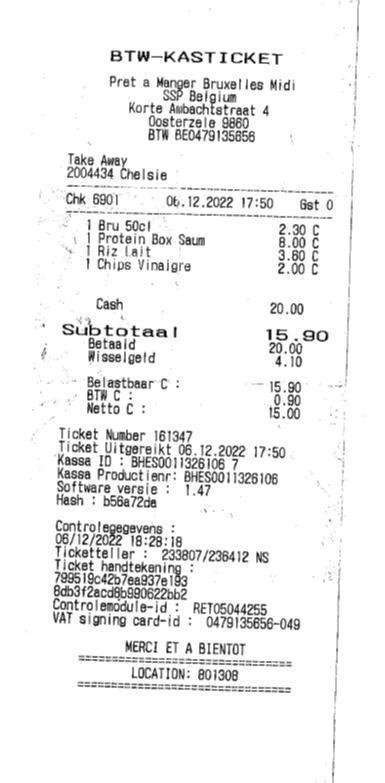 BTW-KASTICKET
Pret a Manger Bruxelles Midi
SSP Belgium
Korte Ambachtstraat 4
Oosterzele 9860
BTW BE0479135656
Take Away
2004434 Chelsie
Chk 6901 06.12.2022 17:50 Gst 0
1 Bru 50cl 2.30 C
1 Protein Box Saum 8.00 C
1 Riz Lait 3.60 C
1 Chips Vinaigre 2.00 C
Cash 20.00
Subtotaal 15.90
Betaald 20.00
Wisselgeld 4.10
Belastbaar C : 15.90
BTW C : 0.90
Netto C : 15.00
Ticket Number 161347
Ticket Uitgereikt 06.12.2022 17:50
Kassa ID : BHES0011326106 7
Kassa Productienr: BHES0011326106
Software versie : 1.47
Hash : b56a72da
Controlegegevens :
06/12/2022 18:28:18
Ticketteller : 233807/236412 NS
Ticket handtekening :
799519c42b7ea937e193
8db3f2acd8b990622bb2
Controlemodule-id : RET05044255
VAT signing card-id : 0479135656-049
MERCI ET A BIENTOT
LOCATION: 801308